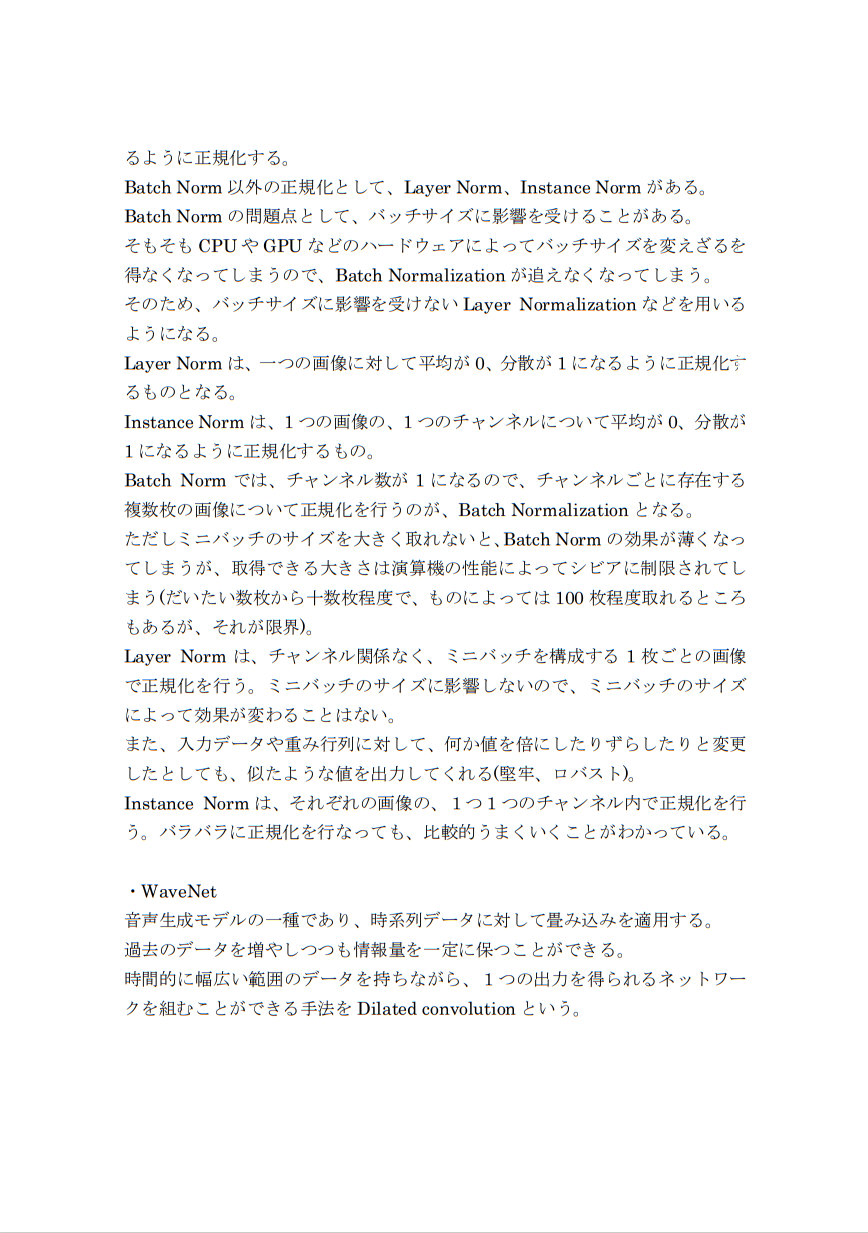 るように正規化する。
Batch Norm 以外の正規化として、Layer Norm、Instance Norm がある。
Batch Norm の問題点として、バッチサイズに影響を受けることがある。
そもそも CPU や GPU などのハードウェアによってバッチサイズを変えざるを
得なくなってしまうので、Batch Normalization が追えなくなってしまう。
そのため、バッチサイズに影響を受けない Layer Normalization などを用いる
ようになる。
Layer Norm は、一つの画像に対して平均が 0、分散が 1 になるように正規化す
るものとなる。
Instance Norm は、1 つの画像の、1 つのチャンネルについて平均が 0、分散が
1 になるように正規化するもの。
Batch Norm では、チャンネル数が 1 になるので、チャンネルごとに存在する
複数枚の画像について正規化を行うのが、Batch Normalization となる。
ただしミニバッチのサイズを大きく取れないと、Batch Norm の効果が薄くなっ
てしまうが、取得できる大きさは演算機の性能によってシビアに制限されてし
まう(だいたい数枚から十数枚程度で、ものによっては 100 枚程度取れるところ
もあるが、それが限界)。
Layer Norm は、チャンネル関係なく、ミニバッチを構成する 1 枚ごとの画像
で正規化を行う。ミニバッチのサイズに影響しないので、ミニバッチのサイズ
によって効果が変わることはない。
また、入力データや重み行列に対して、何か値を倍にしたりずらしたりと変更
したとしても、似たような値を出力してくれる(堅牢、ロバスト)。
Instance Norm は、それぞれの画像の、１つ１つのチャンネル内で正規化を行
う。バラバラに正規化を行なっても、比較的うまくいくことがわかっている。
・WaveNet
音声生成モデルの一種であり、時系列データに対して畳み込みを適用する。
過去のデータを増やしつつも情報量を一定に保つことができる。
時間的に幅広い範囲のデータを持ちながら、１つの出力を得られるネットワー
クを組むことができる手法を Dilated convolution という。